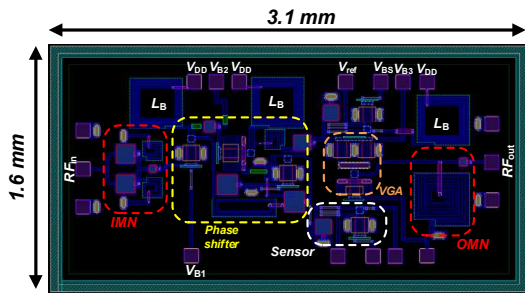 3.1 mm
1.6 mm
VDD VB2 VDD Vref VBS VB3 VDD
LB LB LB
RFin
RFout
IMN
Phase
shifter
VGA
Sensor
OMN
VB1